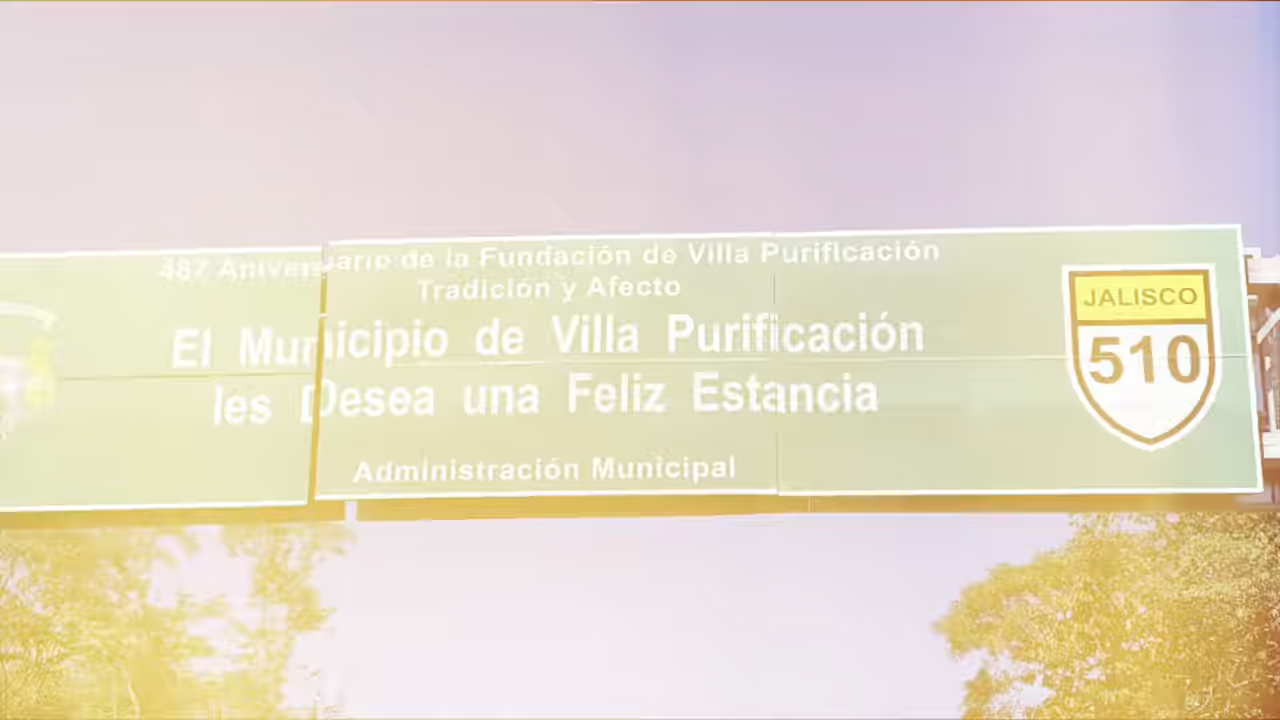 487 Aniversario de la Fundación de Villa Purificación
Tradición y Afecto
El Municipio de Villa Purificación
les Desea una Feliz Estancia
Administración Municipal
JALISCO
510